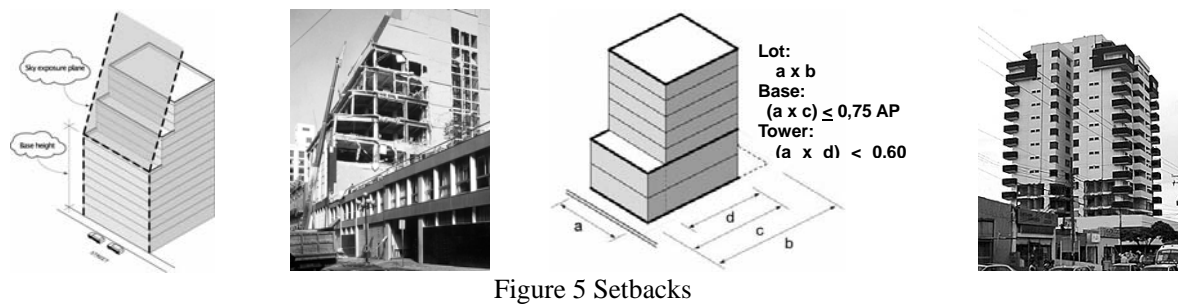 Sky exposure plane
Base height
STREET
a
d
c
b
Lot:
a x b
Base:
(a x c) ≤ 0,75 AP
Tower:
(a x d) < 0.60
Figure 5 Setbacks